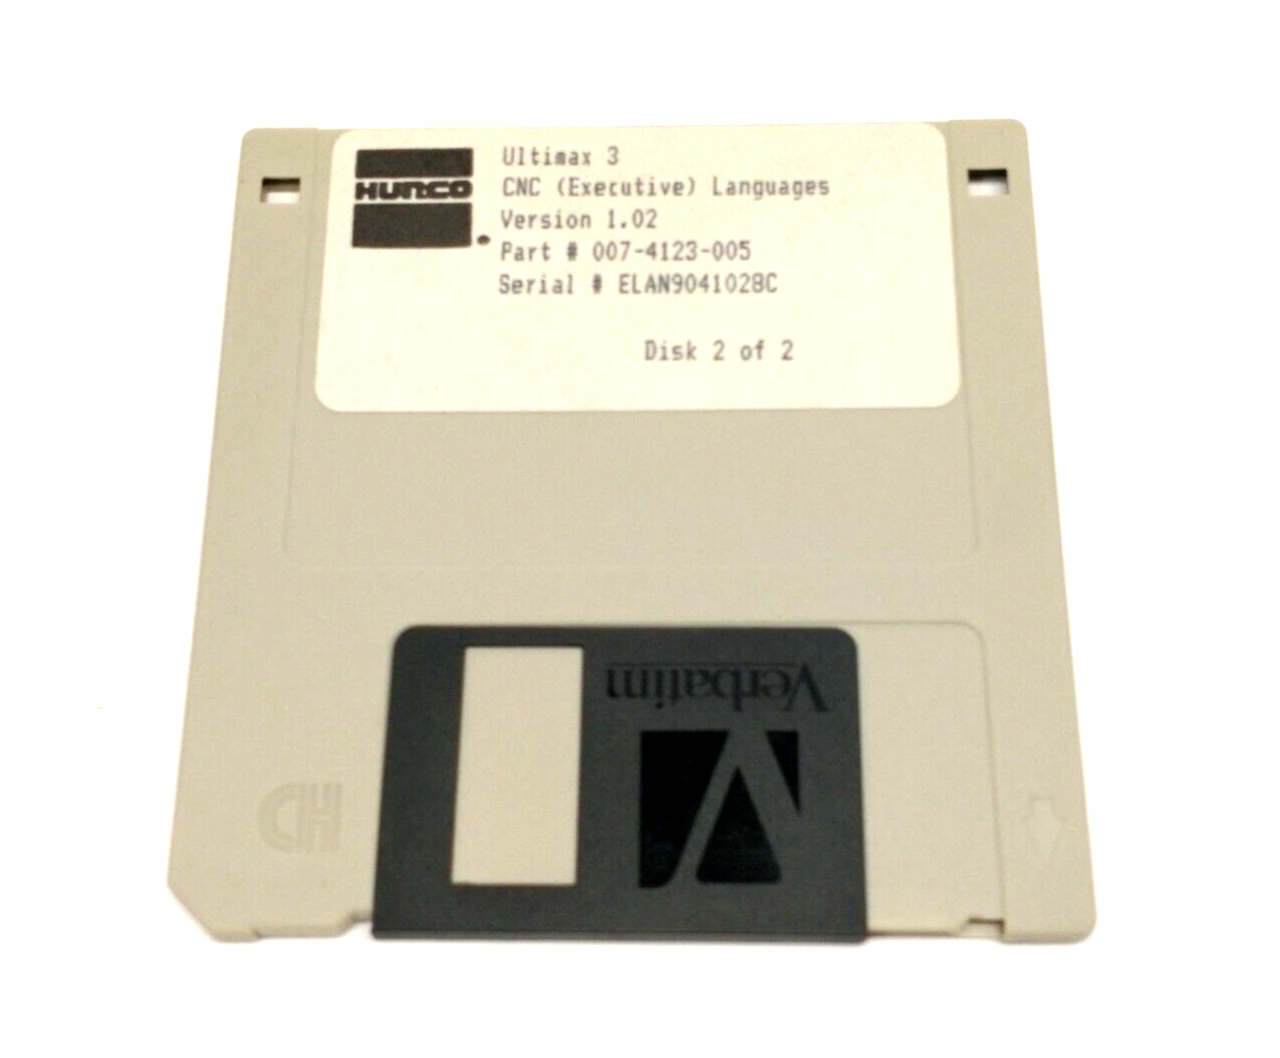 HURCO
Ultimax 3
CNC (Executive) Languages
Version 1.02
Part # 007-4123-005
Serial # ELAN9041028C
Disk 2 of 2
Verbatim
HD